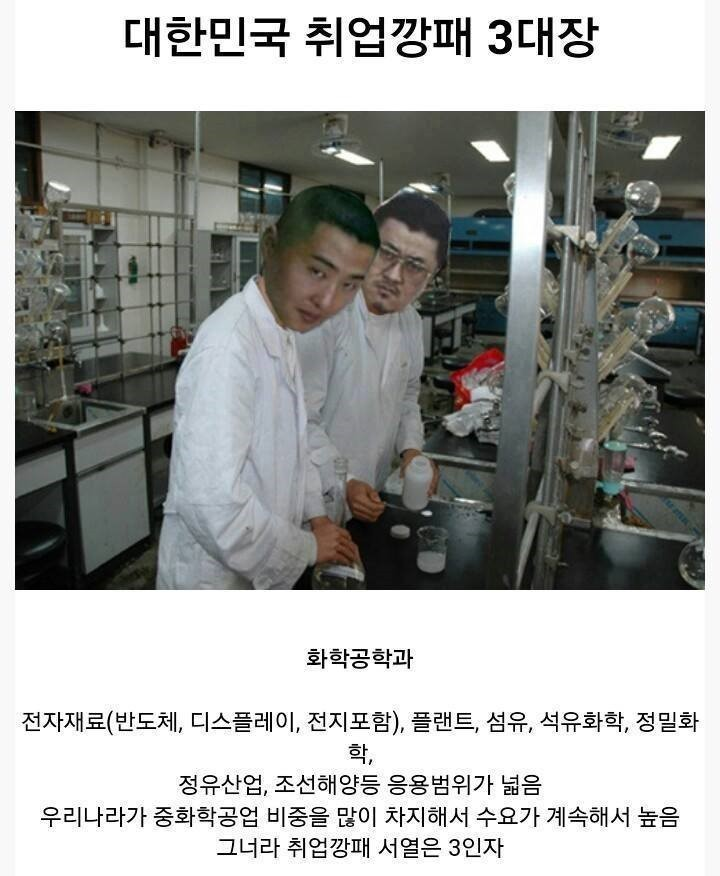 대한민국 취업깡패 3대장
화학공학과
전자재료(반도체, 디스플레이, 전지포함), 플랜트, 섬유, 석유화학, 정밀화
학,
정유산업, 조선해양등 응용범위가 넓음
우리나라가 중화학공업 비중을 많이 차지해서 수요가 계속해서 높음
그너라 취업깡패 서열은 3인자